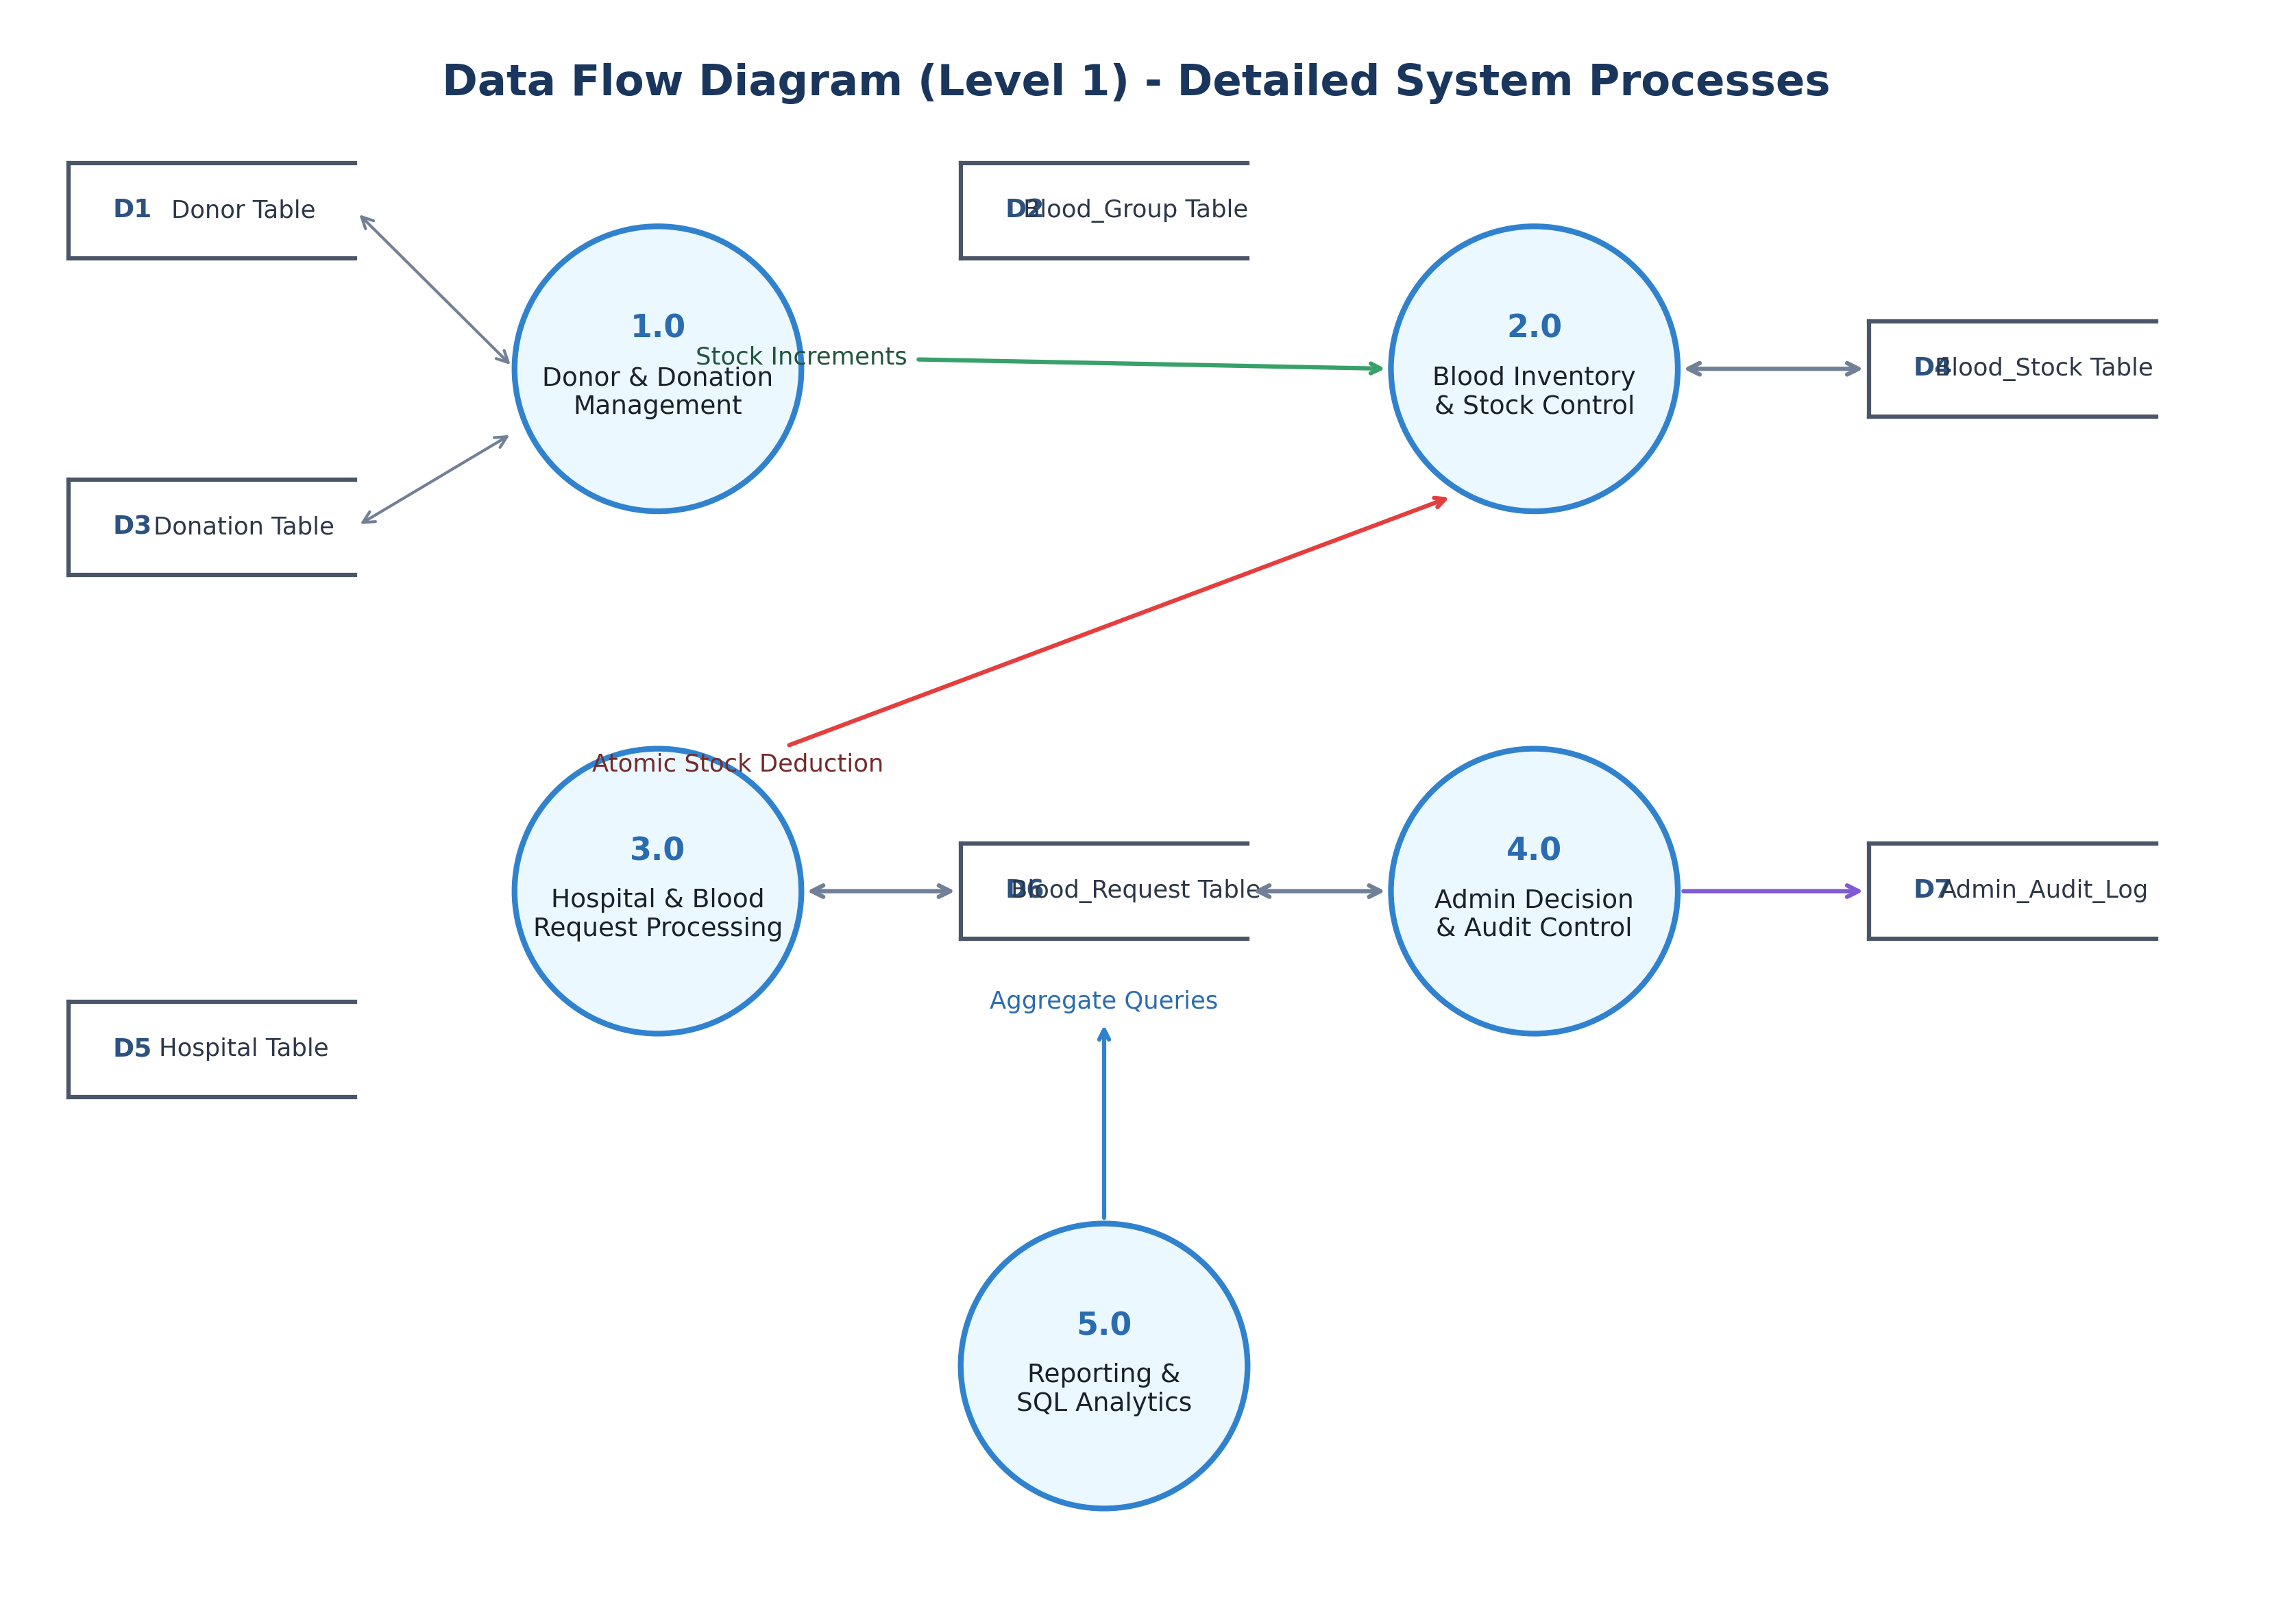 Data Flow Diagram (Level 1) - Detailed System Processes
D1 Donor Table
D2 Blood_Group Table
1.0
Donor & Donation
Management
Stock Increments
2.0
Blood Inventory
& Stock Control
D4 Blood_Stock Table
D3 Donation Table
Atomic Stock Deduction
3.0
Hospital & Blood
Request Processing
D6 Blood_Request Table
4.0
Admin Decision
& Audit Control
D7 Admin_Audit_Log
Aggregate Queries
D5 Hospital Table
5.0
Reporting &
SQL Analytics